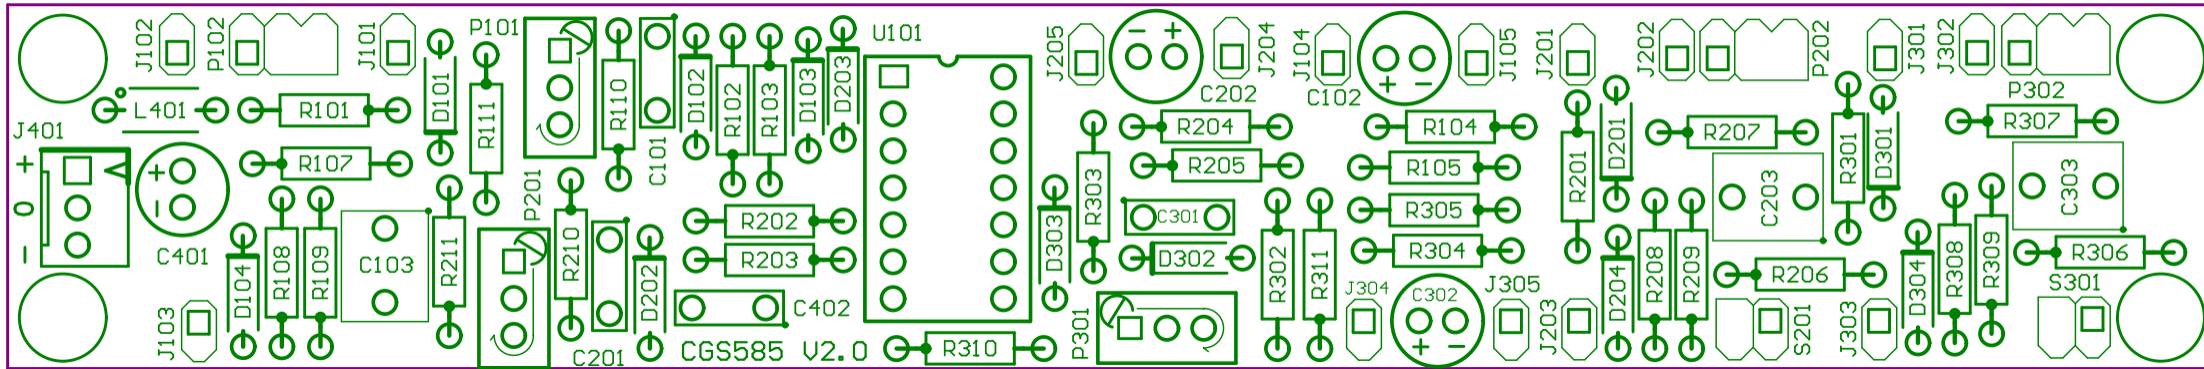 J102
P102
J101
D101
P101
R111
R110
C101
D102
R102
R103
D103
D203
U101
J205
− +
C202
J204
J104
+ −
C102
J105
J201
J202
P202
J301
J302
P302
J401
+ 0 −
L401
+ −
C401
R101
R107
J103
D104
R108
R109
C103
R211
P201
R210
C201
D202
R202
R203
C402
CGS585 V2.0
R310
D303
R303
R204
R205
C301
D302
P301
R302
R311
R104
R105
R305
R304
J304
C302
+ −
J305
J203
R201
D201
D204
R208
R209
R207
C203
R206
S201
R301
D301
J303
D304
R308
R309
R307
C303
R306
S301